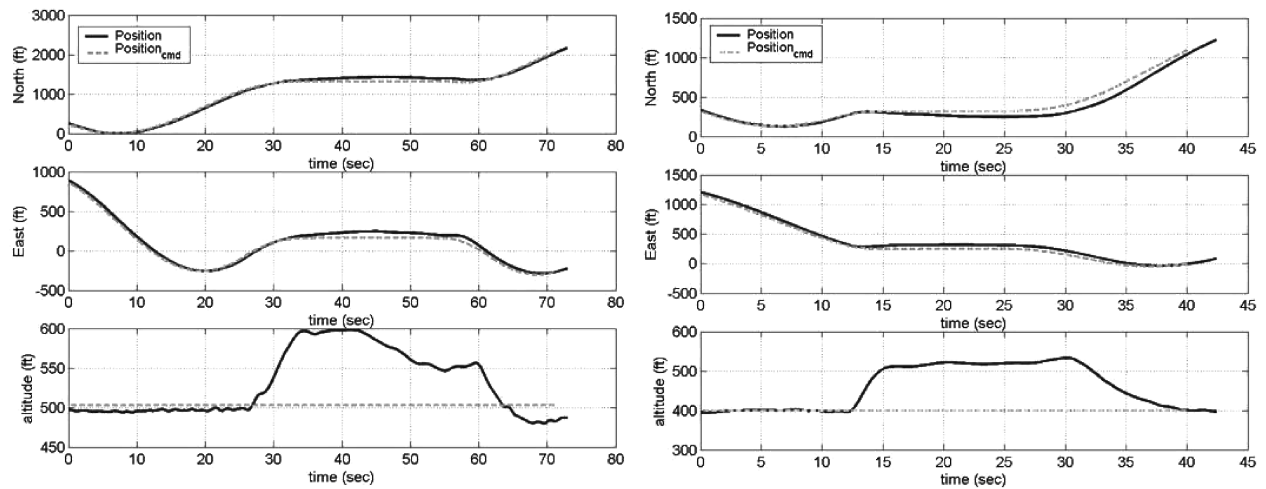 3000
2000
1000
0
North (ft)
Position
Position cmd
0 10 20 30 40 50 60 70 80
time (sec)
1000
500
0
-500
East (ft)
0 10 20 30 40 50 60 70 80
time (sec)
600
550
500
450
altitude (ft)
0 10 20 30 40 50 60 70 80
time (sec)
1500
1000
500
0
North (ft)
Position
Position cmd
0 5 10 15 20 25 30 35 40 45
time (sec)
1500
1000
500
0
-500
East (ft)
0 5 10 15 20 25 30 35 40 45
time (sec)
600
500
400
300
altitude (ft)
0 5 10 15 20 25 30 35 40 45
time (sec)